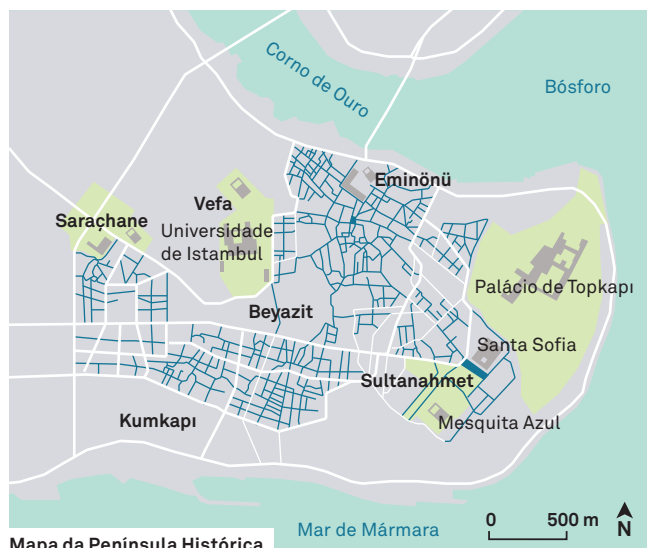 Corno de Ouro
Bósforo
Eminönü
Vefa
Saraçhane
Universidade
de Istambul
Palácio de Topkapı
Beyazit
Santa Sofia
Sultanahmet
Kumkapı
Mesquita Azul
0 500 m
N
Mar de Mármara
Mapa da Península Histórica